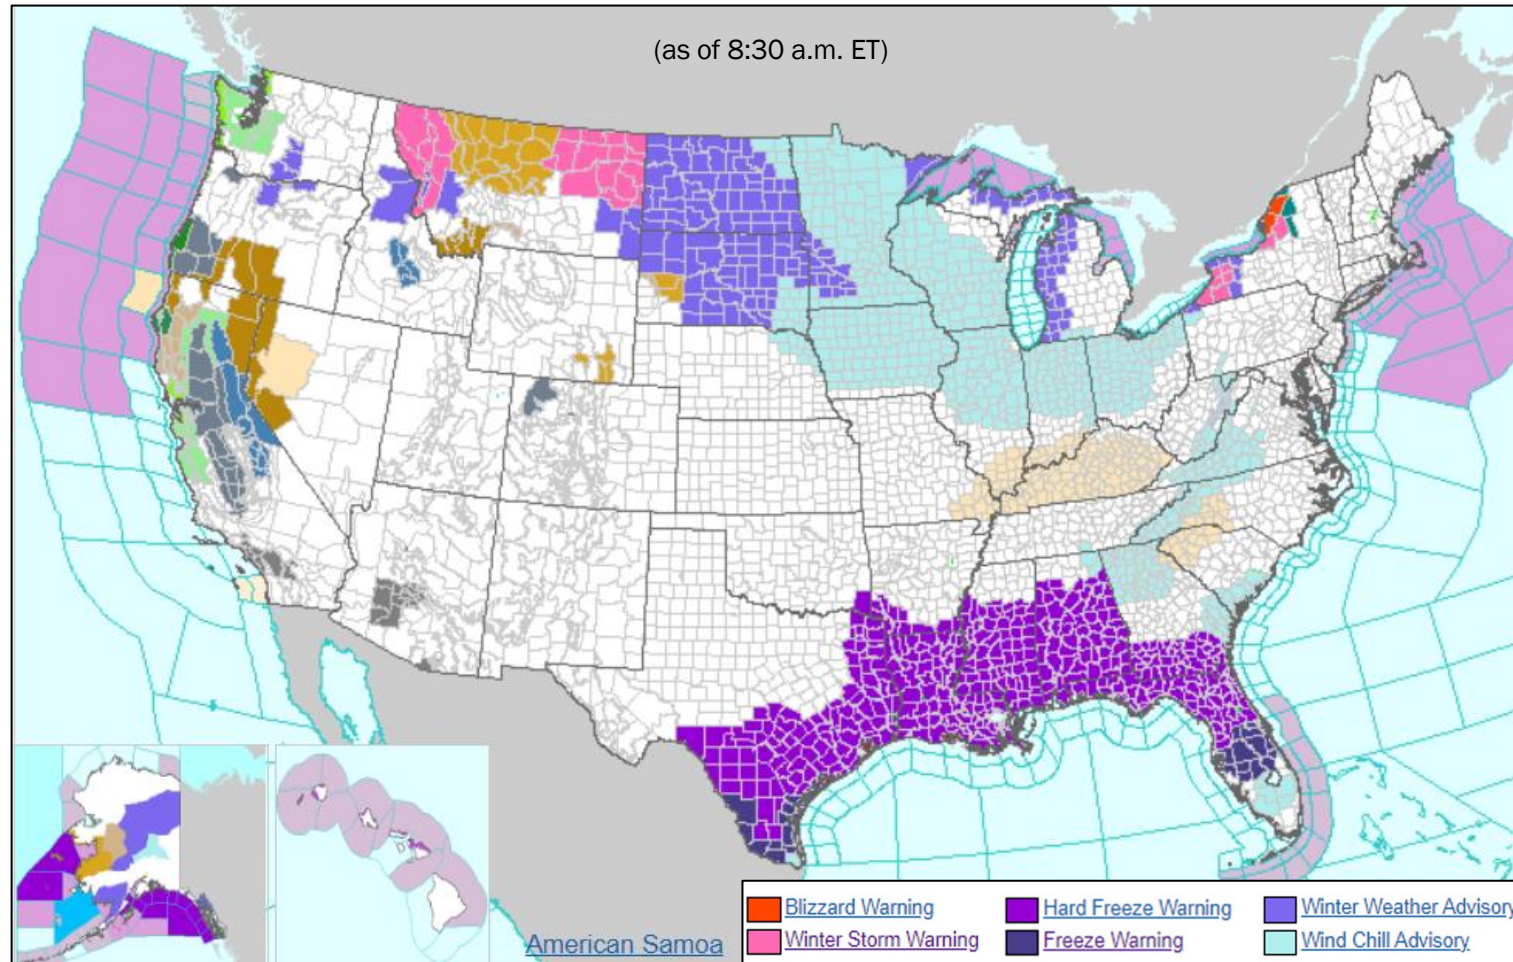 (as of 8:30 a.m. ET)
American Samoa
Blizzard Warning
Hard Freeze Warning
Winter Weather Advisory
Winter Storm Warning
Freeze Warning
Wind Chill Advisory